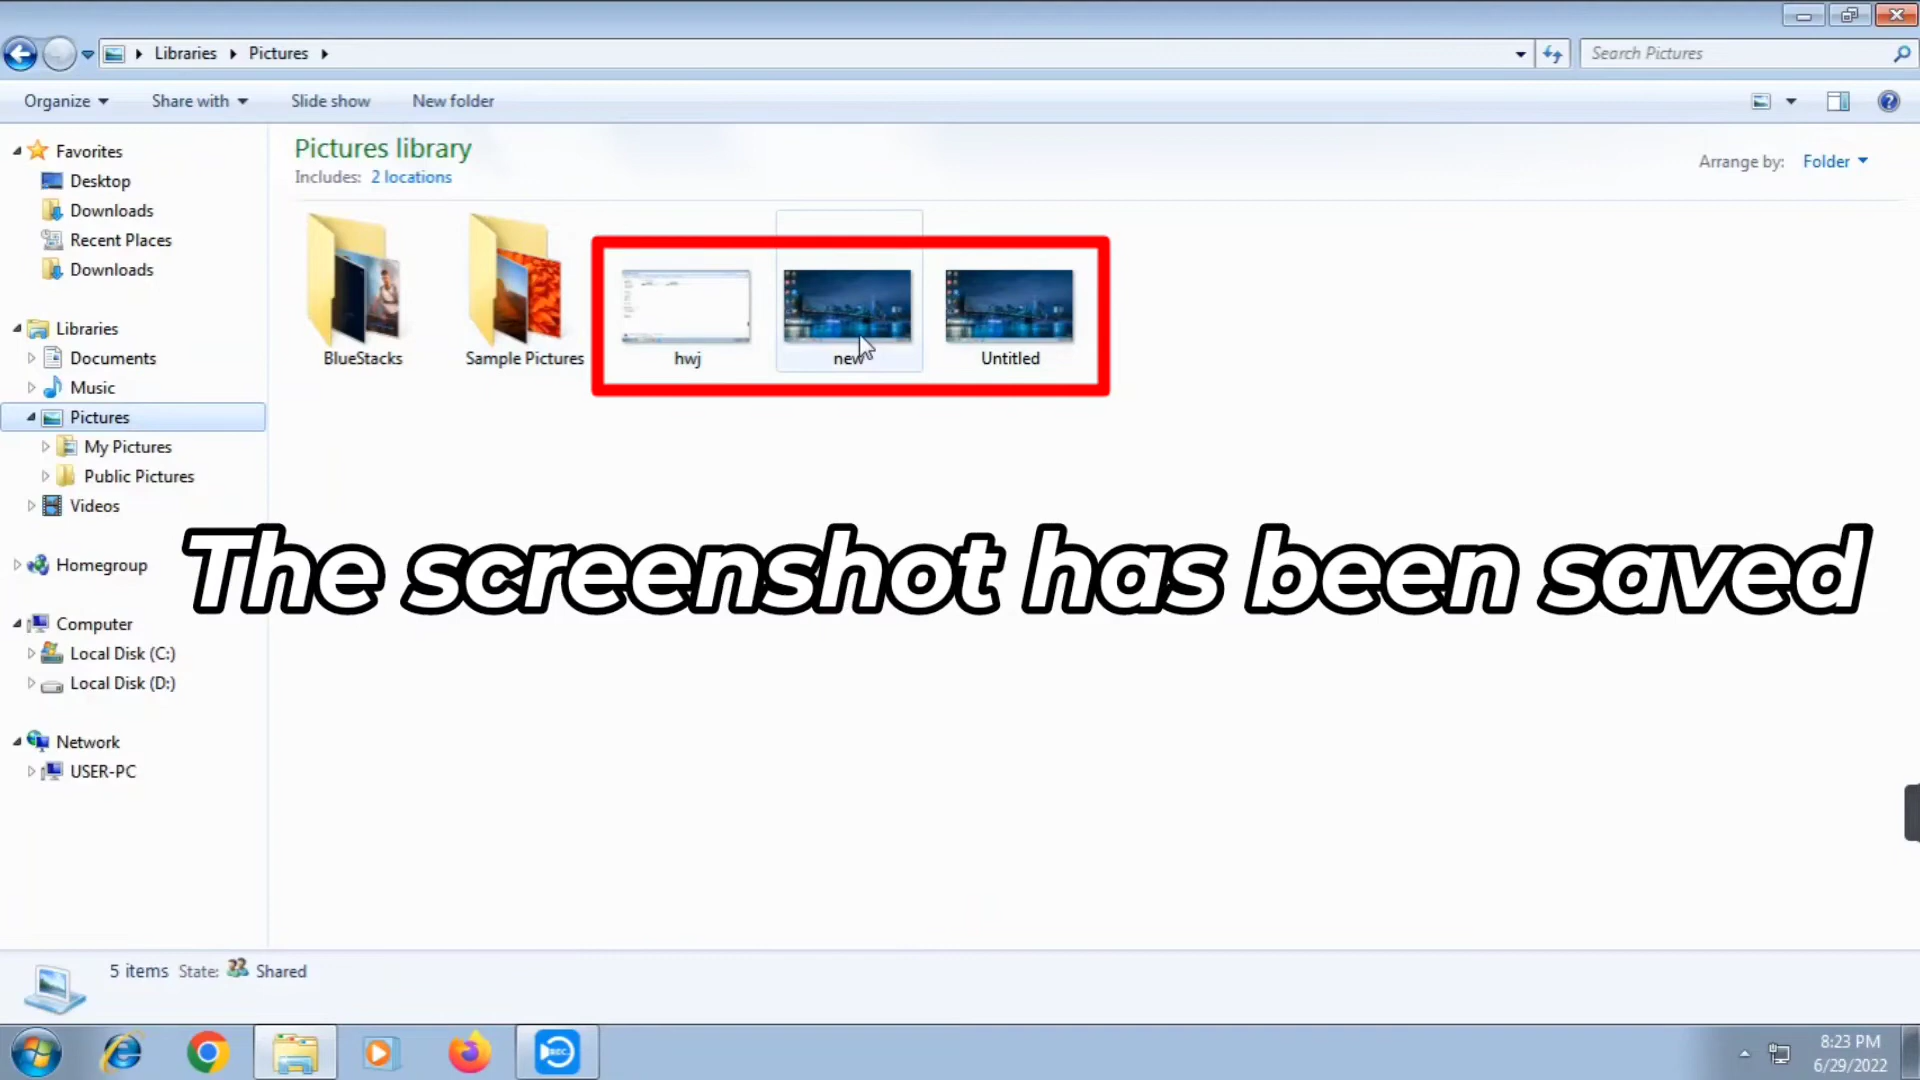 Libraries Pictures
Search Pictures
Organize Share with Slide show New folder
Favorites
Desktop
Downloads
Recent Places
Downloads
Libraries
Documents
Music
Pictures
My Pictures
Public Pictures
Videos
Homegroup
Computer
Local Disk (C:)
Local Disk (D:)
Network
USER-PC
Pictures library
Includes: 2 locations
Arrange by: Folder
BlueStacks
Sample Pictures
hwj
new
Untitled
The screenshot has been saved
5 items State: Shared
REC
8:23 PM
6/29/2022